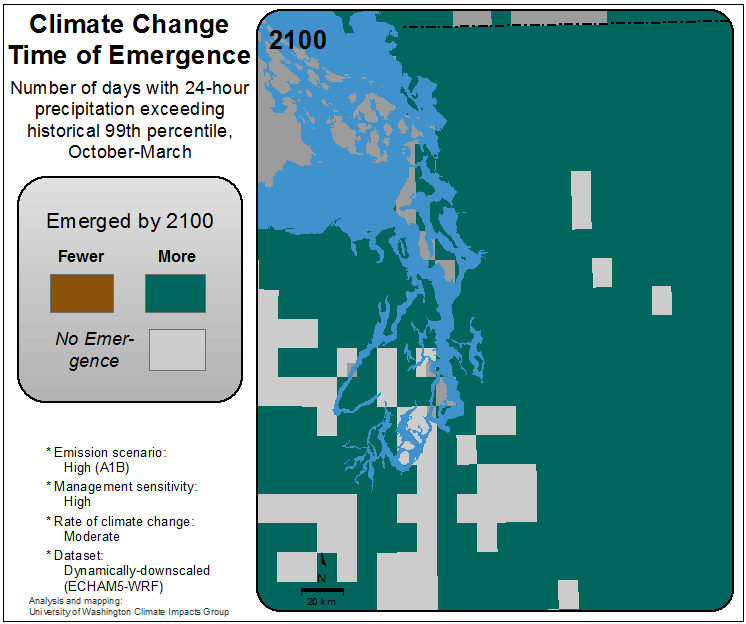 Climate Change
Time of Emergence
Number of days with 24-hour
precipitation exceeding
historical 99th percentile,
October-March
Emerged by 2100
Fewer
More
No Emer-
gence
* Emission scenario:
High (A1B)
* Management sensitivity:
High
* Rate of climate change:
Moderate
* Dataset:
Dynamically-downscaled
(ECHAM5-WRF)
Analysis and mapping:
University of Washington Climate Impacts Group
2100
N
20 km